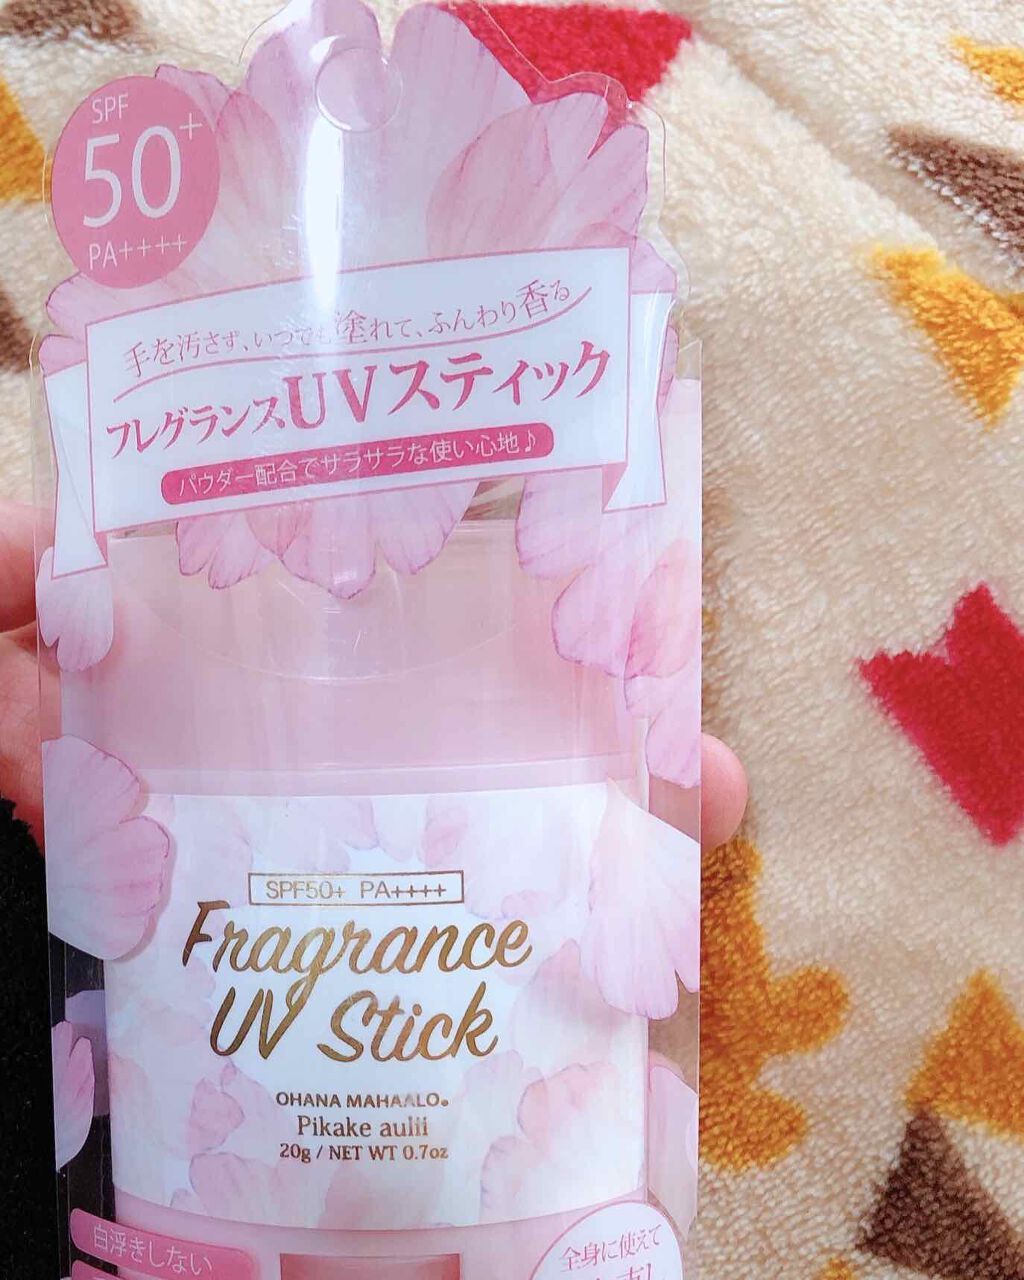 SPF
50+
PA++++
手を汚さず、いつでも塗れて、ふんわり香る
フレグランスUVスティック
パウダー配合でサラサラな使い心地♪
SPF50+ PA++++
Fragrance
UV Stick
OHANA MAHAALO.
Pikake aulii
20g / NET WT 0.7oz
白浮きしない
全身に使えて